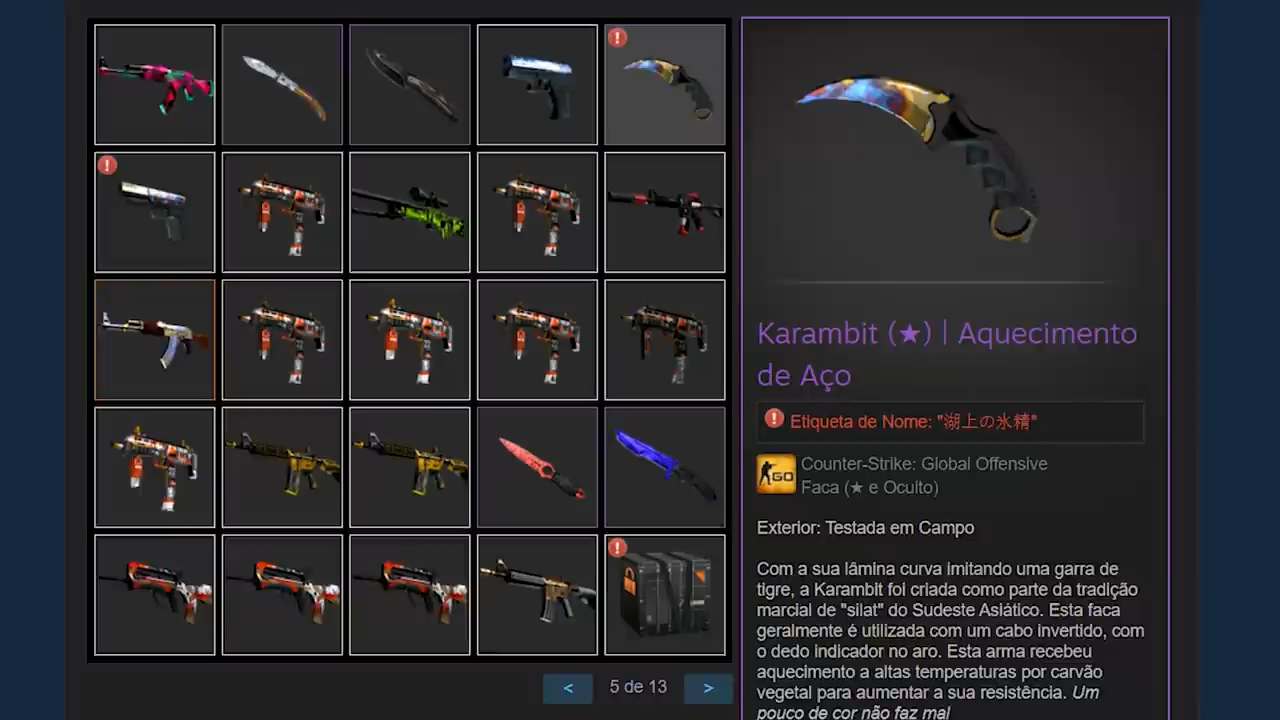 Karambit (★) | Aquecimento
de Aço
Etiqueta de Nome: "湖上の氷精"
GO
Counter-Strike: Global Offensive
Faca (★ e Oculto)
Exterior: Testada em Campo
Com a sua lâmina curva imitando uma garra de
tigre, a Karambit foi criada como parte da tradição
marcial de "silat" do Sudeste Asiático. Esta faca
geralmente é utilizada com um cabo invertido, com
o dedo indicador no aro. Esta arma recebeu
aquecimento a altas temperaturas por carvão
vegetal para aumentar a sua resistência. Um
pouco de cor não faz mal
< 5 de 13 >